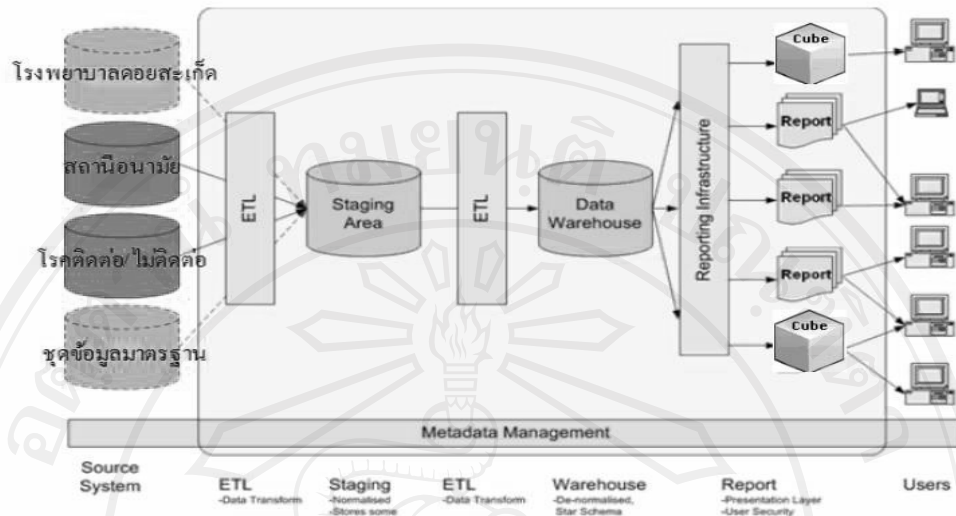 โรงพยาบาลดอยสะเก็ด
สถานีอนามัย
โรคติดต่อ/ไม่ติดต่อ
ชุดข้อมูลมาตรฐาน
ETL
Staging
Area
ETL
Data
Warehouse
Reporting Infrastructure
Cube
Report
Report
Report
Cube
Metadata Management
Source
System
ETL
-Data Transform
Staging
-Normalised
-Stores some
ETL
-Data Transform
Warehouse
-De-normalised,
Star Schema
Report
-Presentation Layer
-User Security
Users